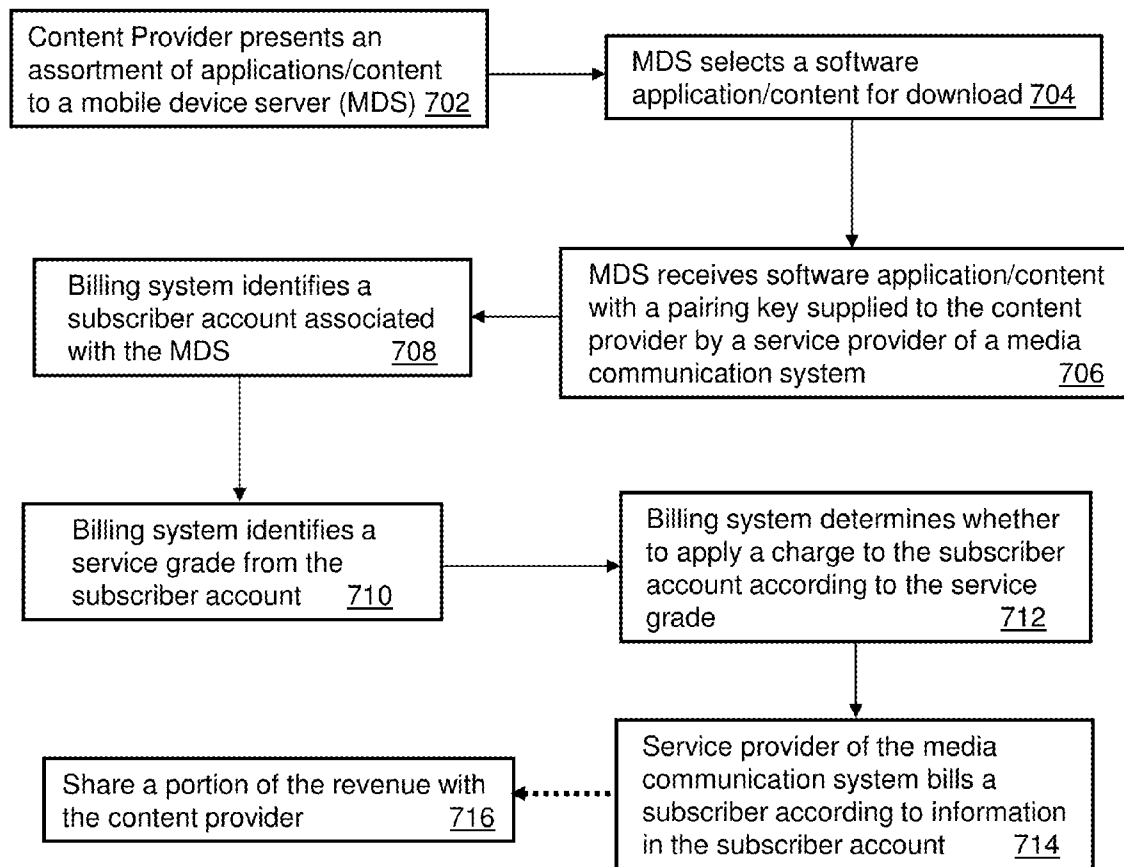 Content Provider presents an
assortment of applications/content
to a mobile device server (MDS) 702
MDS selects a software
application/content for download 704
MDS receives software application/content
with a pairing key supplied to the content
provider by a service provider of a media
communication system 706
Billing system identifies a
subscriber account associated
with the MDS 708
Billing system identifies a
service grade from the
subscriber account 710
Billing system determines whether
to apply a charge to the subscriber
account according to the service
grade 712
Service provider of the media
communication system bills a
subscriber according to information
in the subscriber account 714
Share a portion of the revenue with
the content provider 716